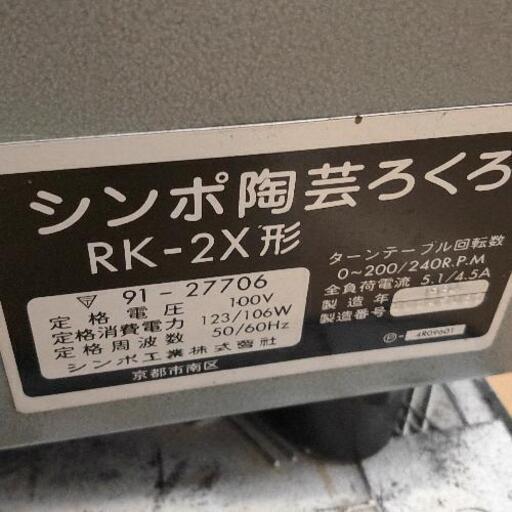 シンポ陶芸ろくろ
RK-2X形
▽ 91-27706
定格電圧 100V
定格消費電力 123/106W
定格周波数 50/60Hz
シンポ工業株式会社
京都市南区
ターンテーブル回転数
0~200/240R.P.M
全負荷電流 5.1/4.5A
製造年
製造番号
Ⓟ- 4R09601